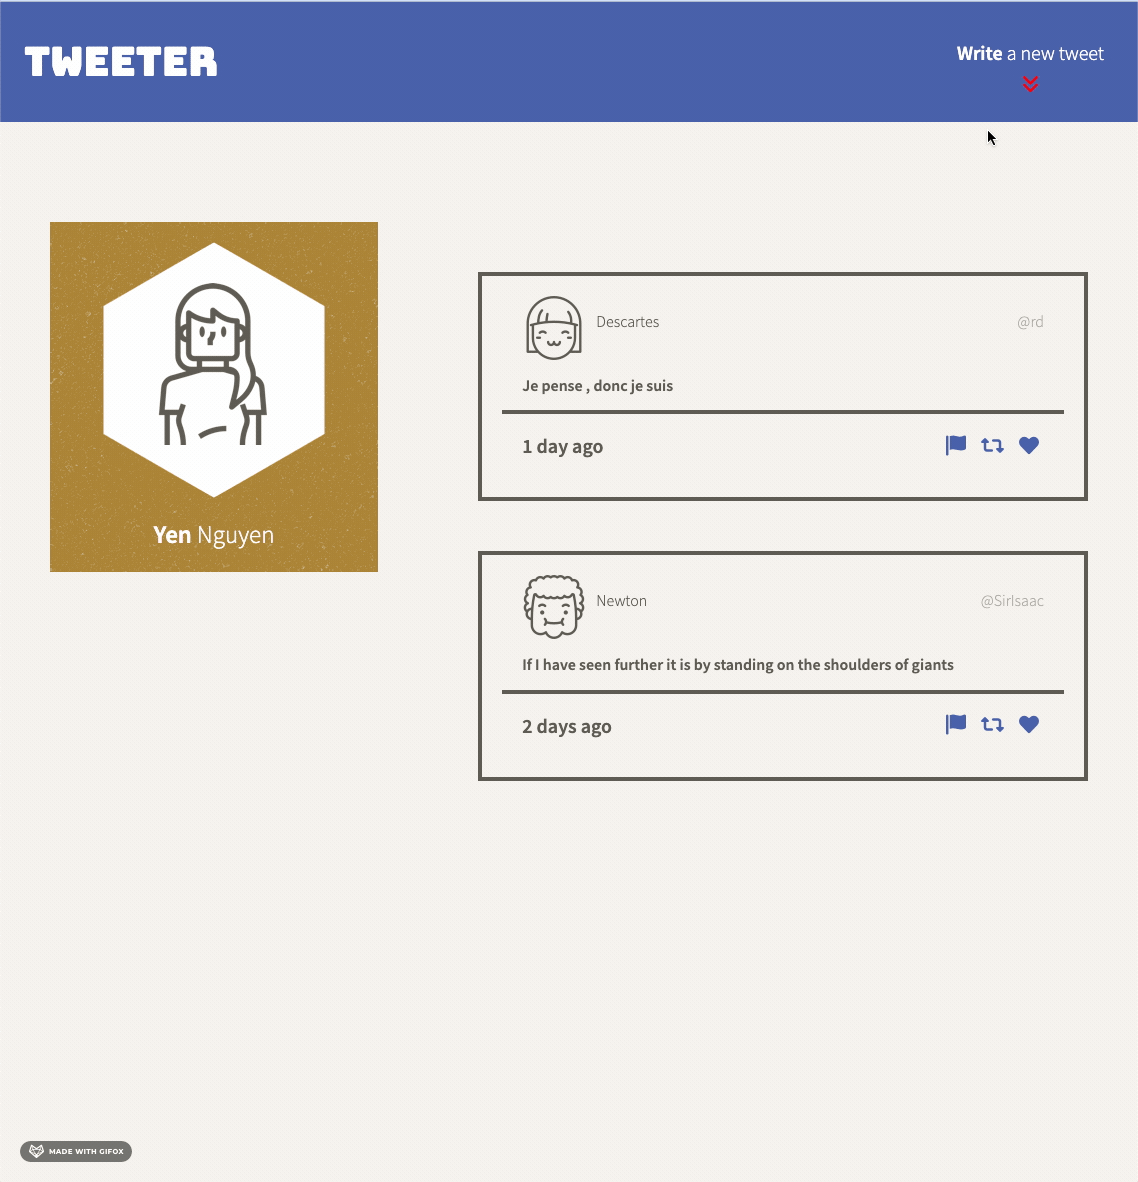 TWEETER
Write a new tweet
Yen Nguyen
Descartes
@rd
Je pense , donc je suis
1 day ago
Newton
@SirIsaac
If I have seen further it is by standing on the shoulders of giants
2 days ago
MADE WITH GIFOX